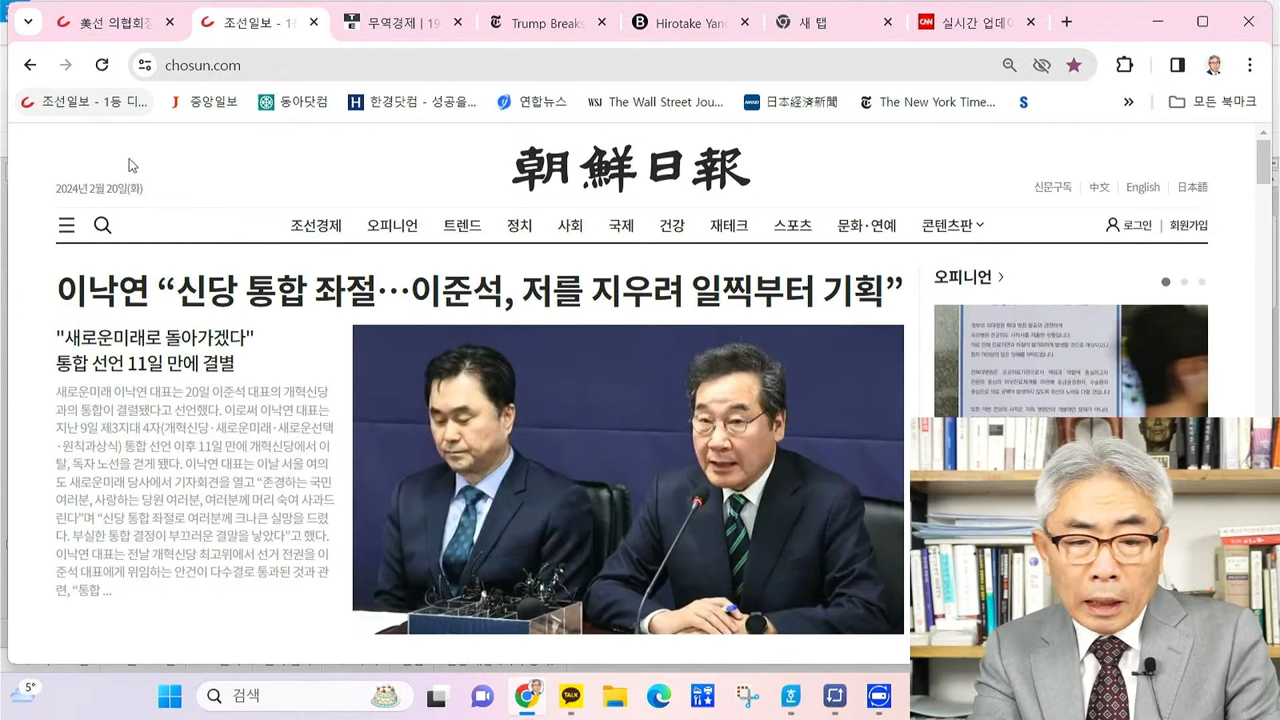 美선 의협회장
조선일보 - 1등
무역경제 | 19
Trump Breaks
Hirotake Yan
새 탭
CNN 실시간 업데이
chosun.com
조선일보 - 1등 디...
중앙일보
동아닷컴
한경닷컴 - 성공을...
연합뉴스
WSJ The Wall Street Jou...
日本経済新聞
The New York Time...
S
모든 북마크
朝鮮日報
2024년 2월 20일(화)
신문구독 | 中文 | English | 日本語
조선경제 오피니언 트렌드 정치 사회 국제 건강 재테크 스포츠 문화·연예 콘텐츠판
로그인 | 회원가입
이낙연 “신당 통합 좌절…이준석, 저를 지우려 일찍부터 기획”
"새로운미래로 돌아가겠다"
통합 선언 11일 만에 결별
새로운미래 이낙연 대표는 20일 이준석 대표의 개혁신당
과의 통합이 결렬됐다고 선언했다. 이로써 이낙연 대표는
지난 9일 제3지대 4자(개혁신당·새로운미래·새로운선택
·원칙과상식) 통합 선언 이후 11일 만에 개혁신당에서 이
탈, 독자 노선을 걷게 됐다. 이낙연 대표는 이날 서울 여의
도 새로운미래 당사에서 기자회견을 열고 “존경하는 국민
여러분, 사랑하는 당원 여러분, 여러분께 머리 숙여 사과드
린다”며 “신당 통합 좌절로 여러분께 크나큰 실망을 드렸
다. 부실한 통합 결정이 부끄러운 결말을 낳았다”고 했다.
이낙연 대표는 전날 개혁신당 최고위에서 선거 전권을 이
준석 대표에게 위임하는 안건이 다수결로 통과된 것과 관
련, “통합 ...
오피니언 >
5°
검색
TALK